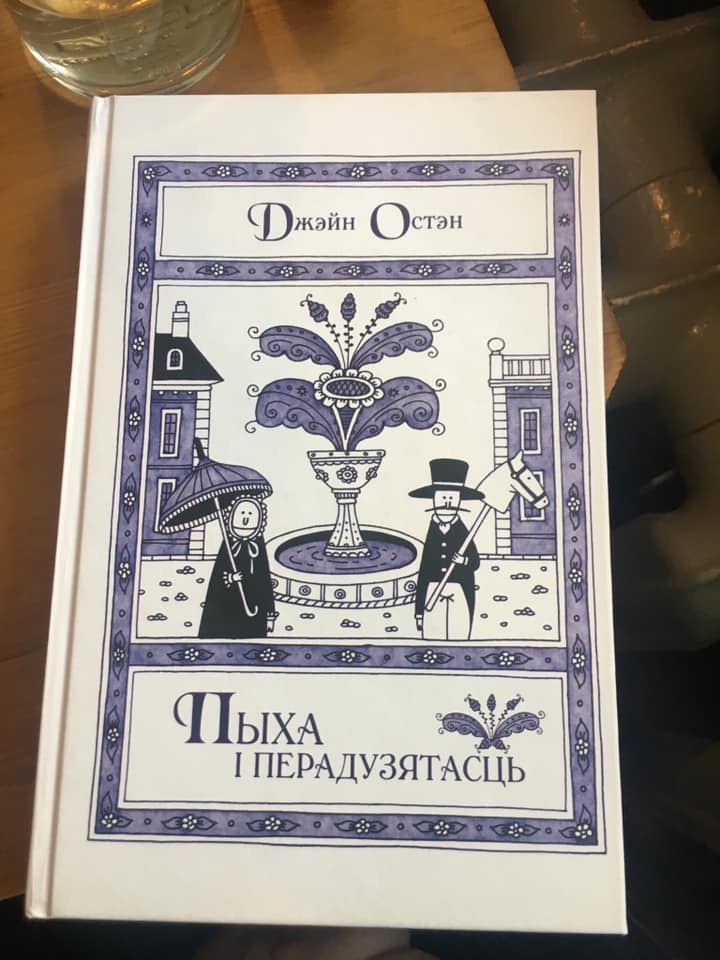 Джэйн Остэн
Пыха
і перадузятасць